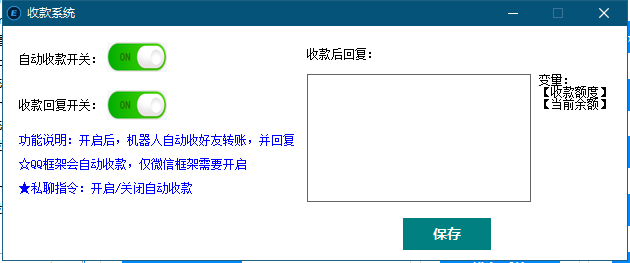 收款系统
自动收款开关：
ON
收款回复开关：
ON
功能说明：开启后，机器人自动收好友转账，并回复
☆QQ框架会自动收款，仅微信框架需要开启
★私聊指令：开启/关闭自动收款
收款后回复：
变量：
【收款额度】
【当前余额】
保存